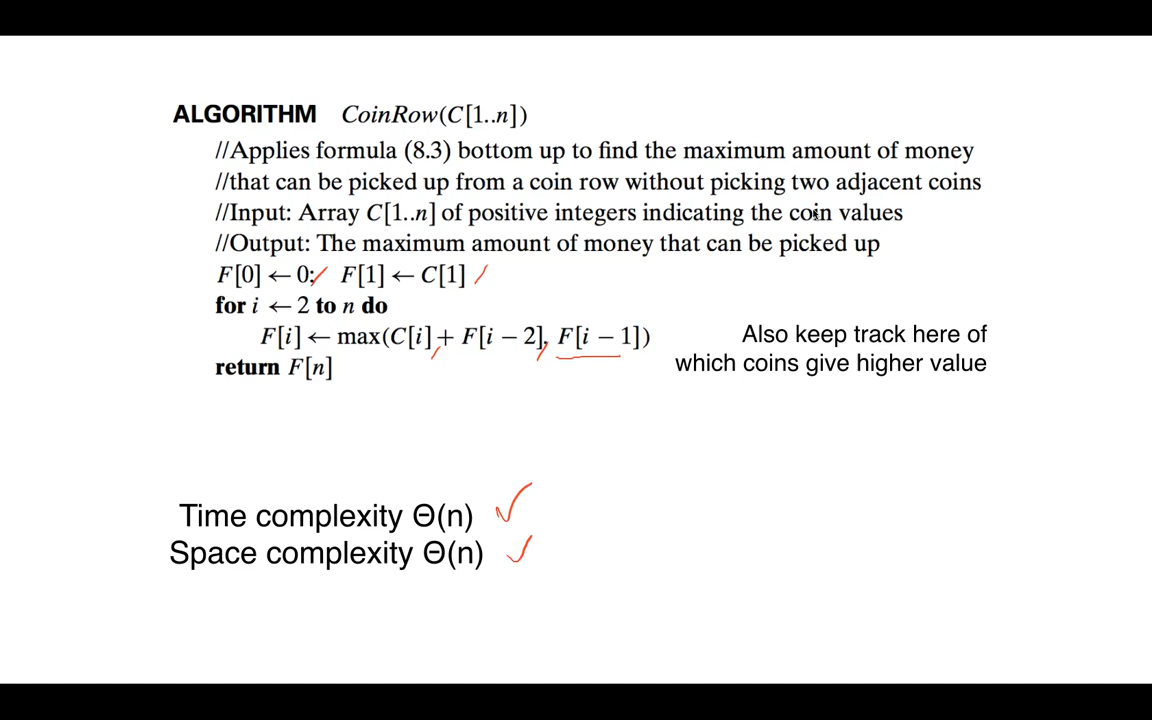 ALGORITHM CoinRow(C[1..n])
//Applies formula (8.3) bottom up to find the maximum amount of money
//that can be picked up from a coin row without picking two adjacent coins
//Input: Array C[1..n] of positive integers indicating the coin values
//Output: The maximum amount of money that can be picked up
F[0] ← 0; F[1] ← C[1]
for i ← 2 to n do
F[i] ← max(C[i] + F[i − 2], F[i − 1])
return F[n]
Also keep track here of
which coins give higher value
Time complexity Θ(n)
Space complexity Θ(n)